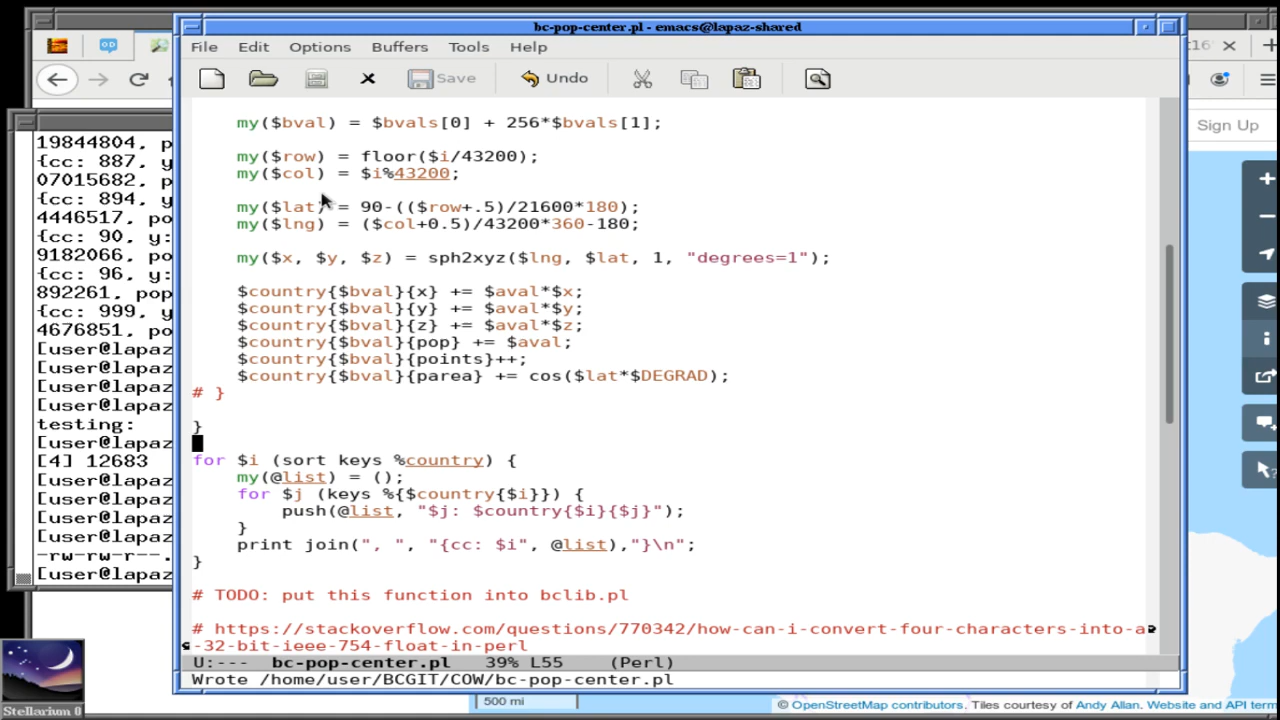 bc-pop-center.pl - emacs@lapaz-shared
File Edit Options Buffers Tools Help
Save Undo
my($bval) = $bvals[0] + 256*$bvals[1];
my($row) = floor($i/43200);
my($col) = $i%43200;
my($lat) = 90-(($row+.5)/21600*180);
my($lng) = ($col+0.5)/43200*360-180;
my($x, $y, $z) = sph2xyz($lng, $lat, 1, "degrees=1");
$country{$bval}{x} += $aval*$x;
$country{$bval}{y} += $aval*$y;
$country{$bval}{z} += $aval*$z;
$country{$bval}{pop} += $aval;
$country{$bval}{points}++;
$country{$bval}{parea} += cos($lat*$DEGRAD);
# }
}
for $i (sort keys %country) {
my(@list) = ();
for $j (keys %{$country{$i}}) {
push(@list, "$j: $country{$i}{$j}");
}
print join(", ", "{cc: $i", @list),"}\n";
}
# TODO: put this function into bclib.pl
# https://stackoverflow.com/questions/770342/how-can-i-convert-four-characters-into-a
-32-bit-ieee-754-float-in-perl
U:--- bc-pop-center.pl 39% L55 (Perl)
Wrote /home/user/BCGIT/COW/bc-pop-center.pl
19844804, p
{cc: 887, y
07015682, p
{cc: 894, y
4446517, po
{cc: 90, y:
9182066, po
{cc: 96, y:
892261, pop
{cc: 999, y
4676851, po
[user@lapaz
[user@lapaz
[user@lapaz
[user@lapaz
testing:
[user@lapaz
[4] 12683
[user@lapaz
[user@lapaz
[user@lapaz
[user@lapaz
-rw-rw-r--.
[user@lapaz
Sign Up
Stellarium 0
500 mi
© OpenStreetMap contributors. Tiles courtesy of Andy Allan. Website and API term